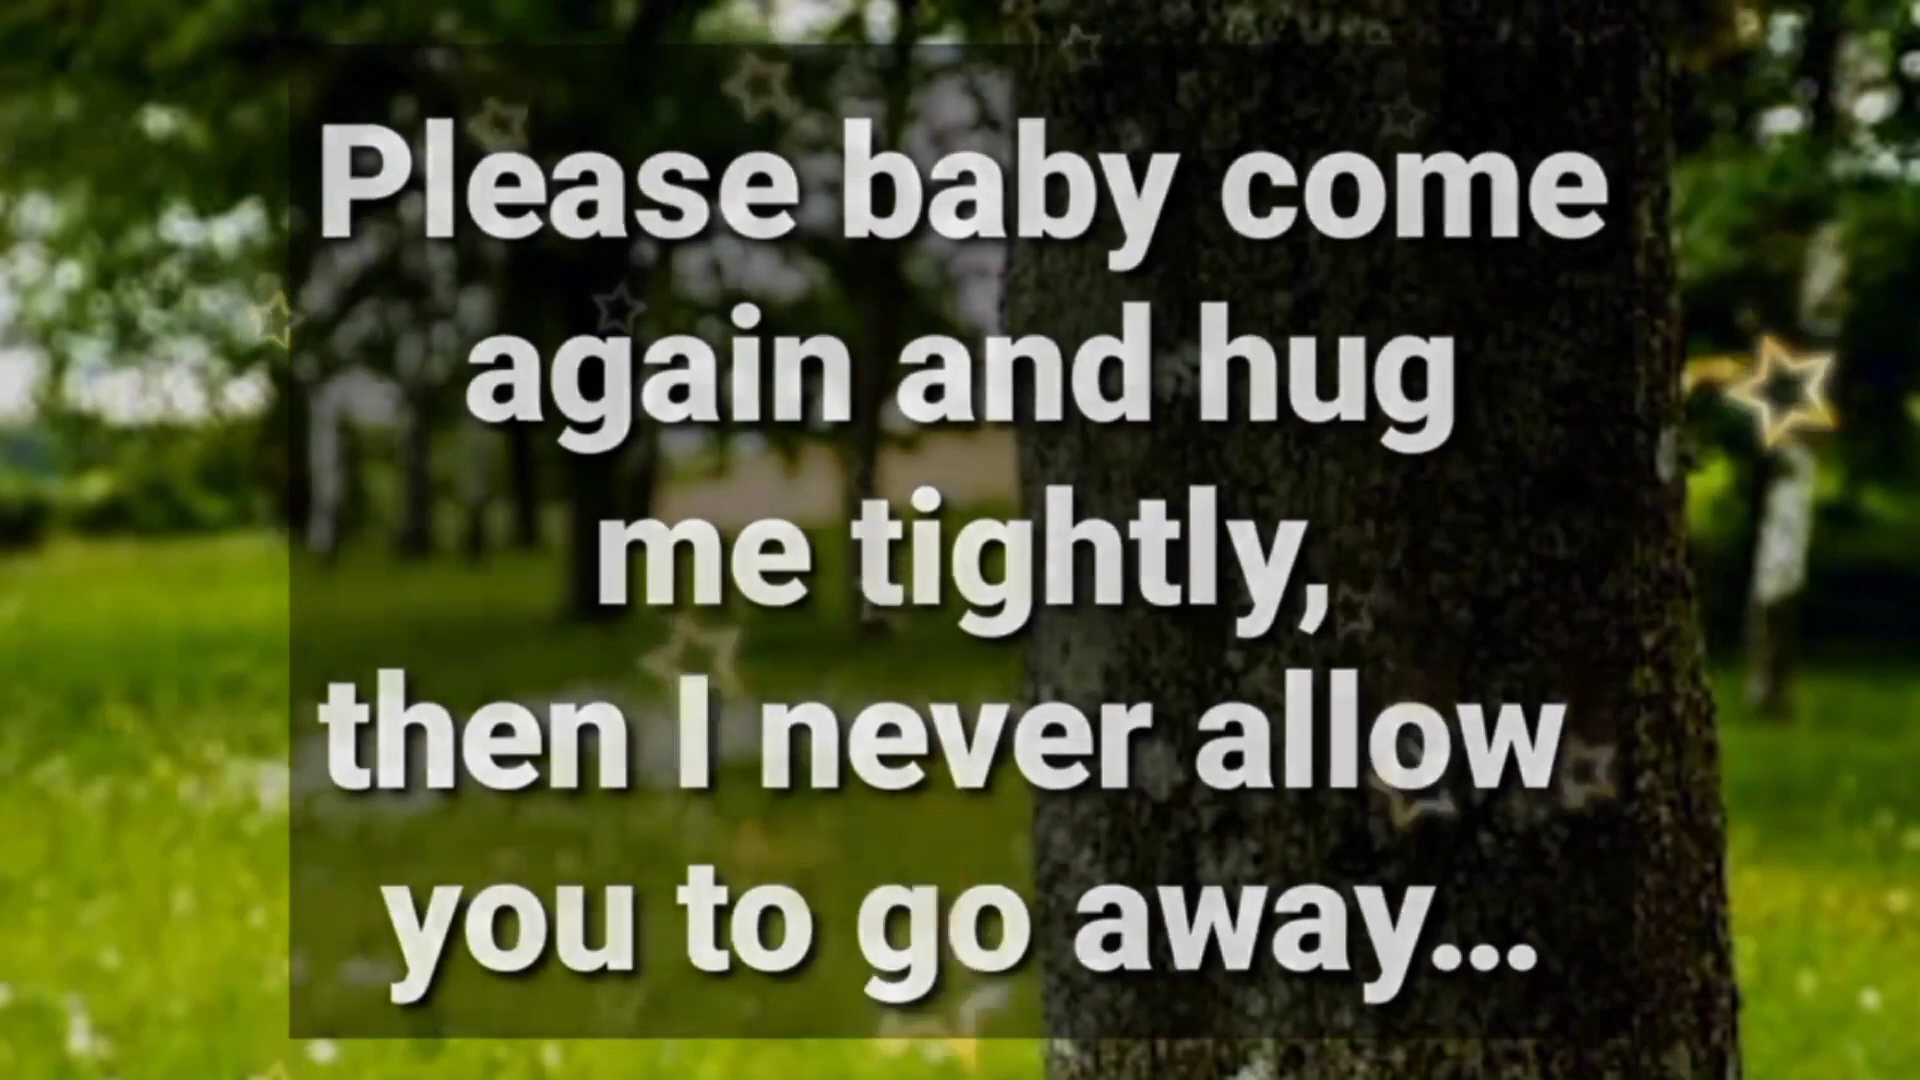 Please baby come
again and hug
me tightly,
then I never allow
you to go away...